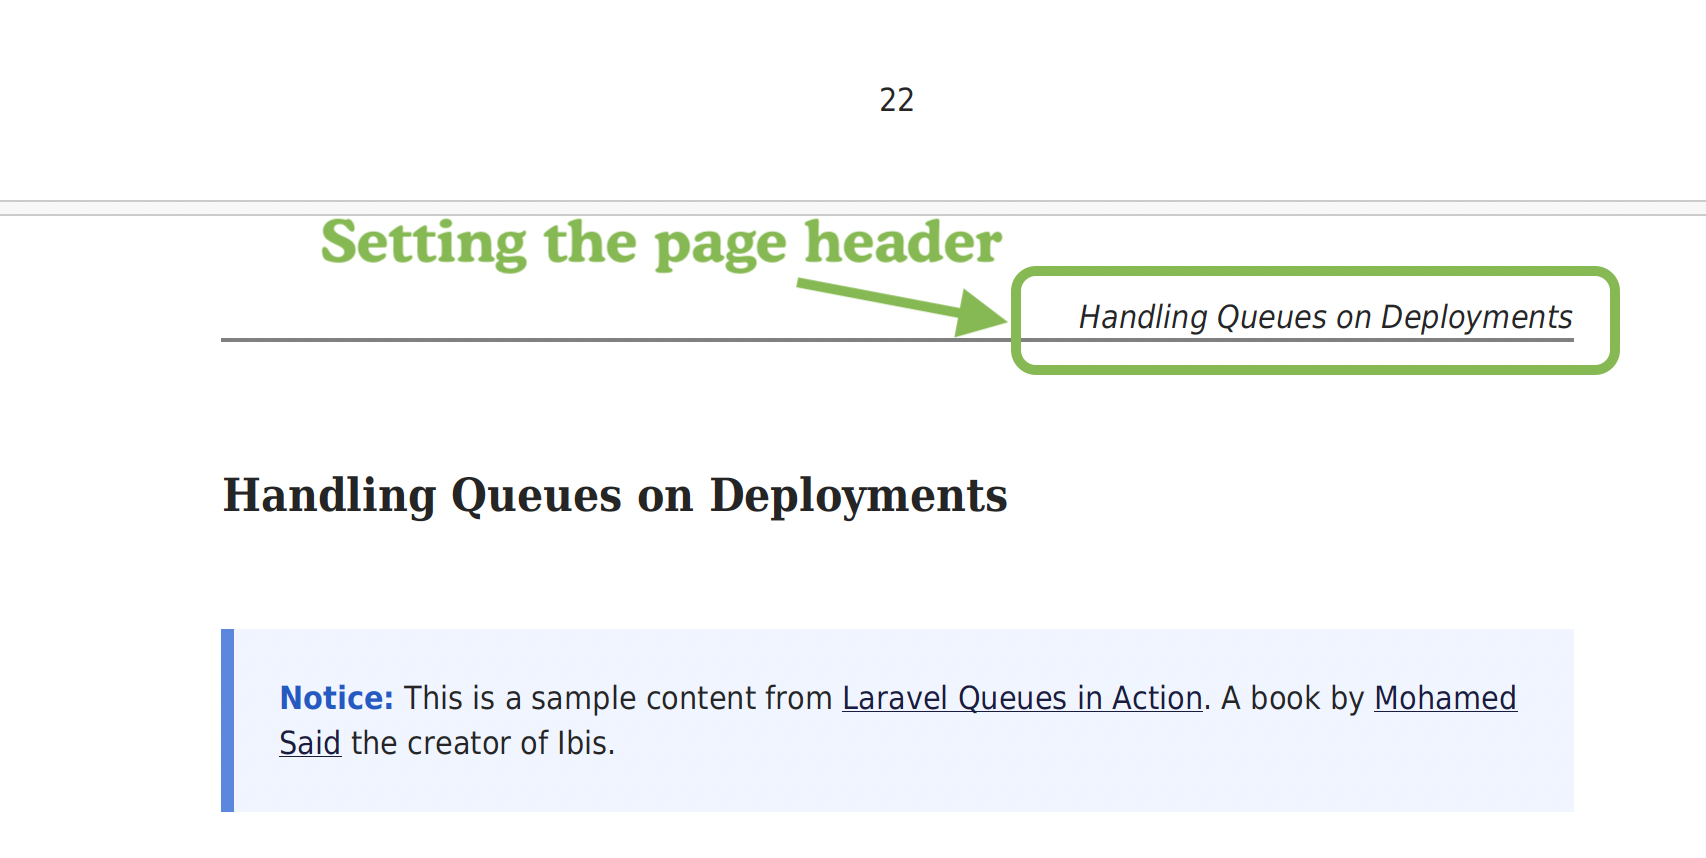 22
Setting the page header
Handling Queues on Deployments
Handling Queues on Deployments
Notice: This is a sample content from Laravel Queues in Action. A book by Mohamed
Said the creator of Ibis.